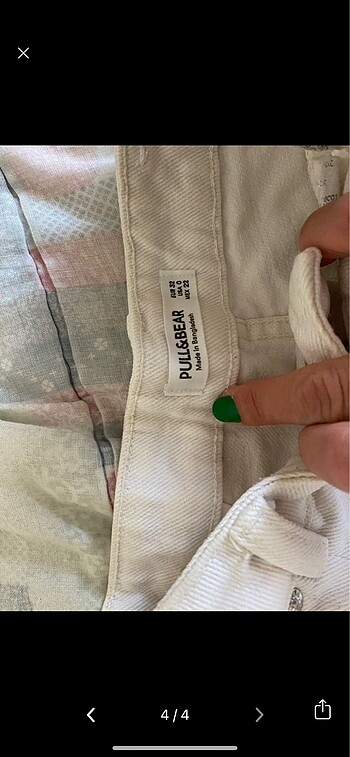 PULL&BEAR
Made in Bangladesh
EUR 32
USA 0
MEX 22
4 / 4